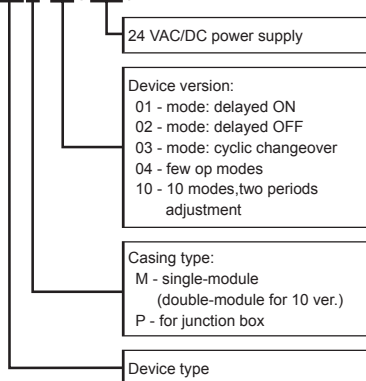 24 VAC/DC power supply
Device version:
01 - mode: delayed ON
02 - mode: delayed OFF
03 - mode: cyclic changeover
04 - few op modes
10 - 10 modes,two periods
adjustment
Casing type:
M - single-module
(double-module for 10 ver.)
P - for junction box
Device type